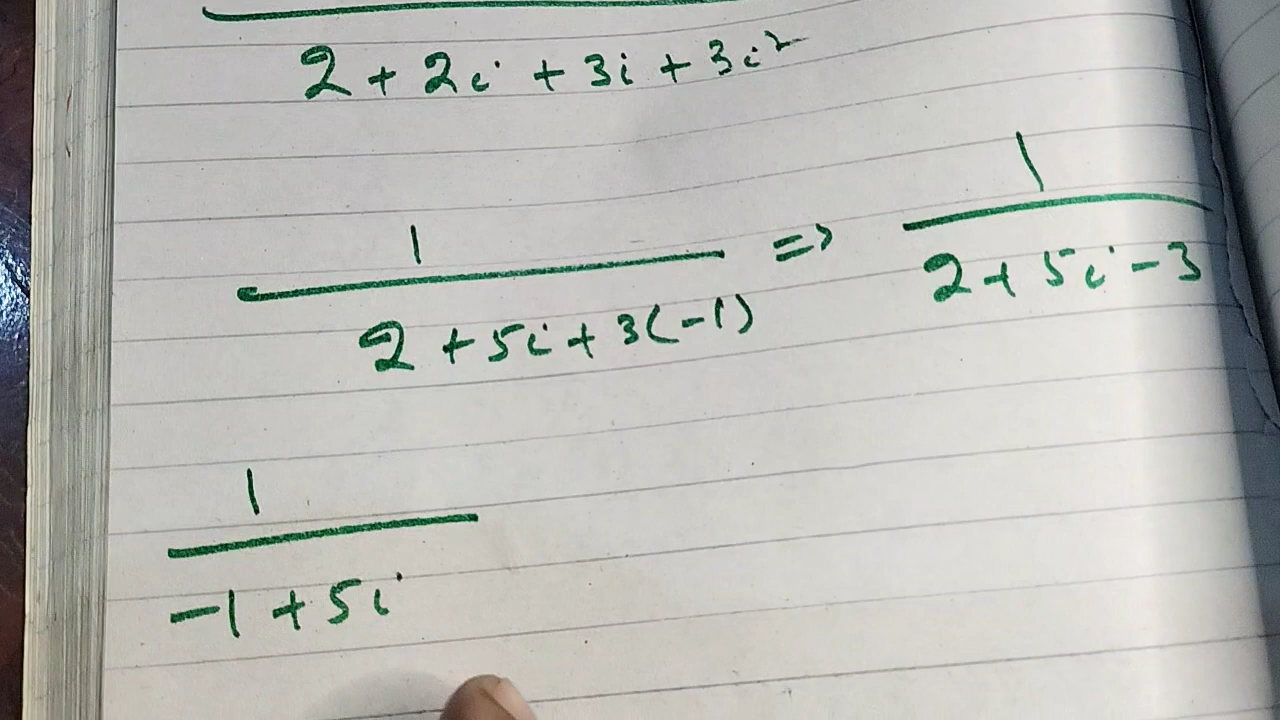 2 + 2i + 3i + 3i²
1 / 2 + 5i + 3(-1) => 1 / 2 + 5i - 3
1 / -1 + 5i